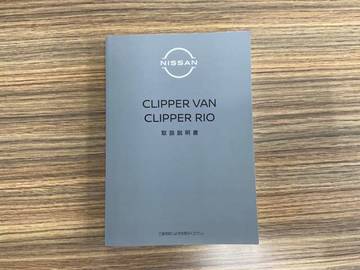 NISSAN
CLIPPER VAN
CLIPPER RIO
取扱説明書